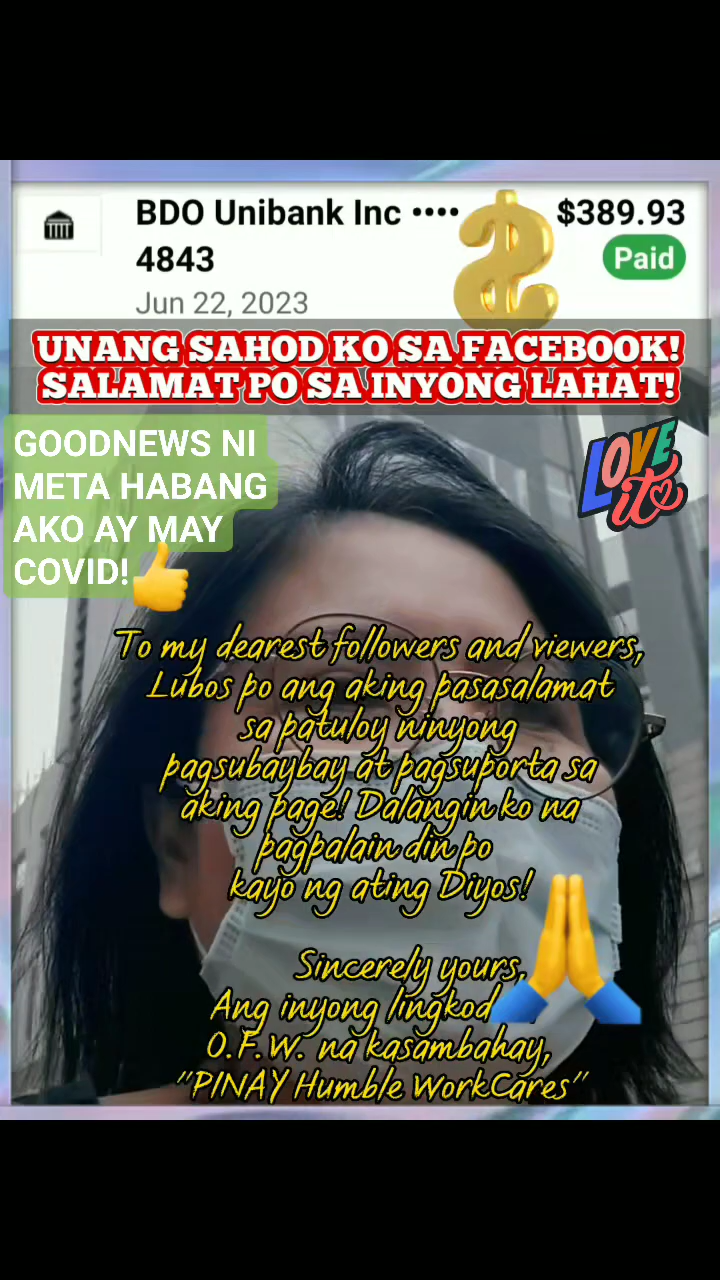 BDO Unibank Inc •••• $389.93
4843 Paid
Jun 22, 2023
UNANG SAHOD KO SA FACEBOOK!
SALAMAT PO SA INYONG LAHAT!
GOODNEWS NI
META HABANG
AKO AY MAY
COVID!
LOVE
it
To my dearest followers and viewers,
Lubos po ang aking pasasalamat
sa patuloy ninyong
pagsubaybay at pagsuporta sa
aking page! Dalangin ko na
pagpalain din po
kayo ng ating Diyos!
Sincerely yours,
Ang inyong lingkod
O.F.W. na kasambahay,
"PINAY Humble WorkCares"